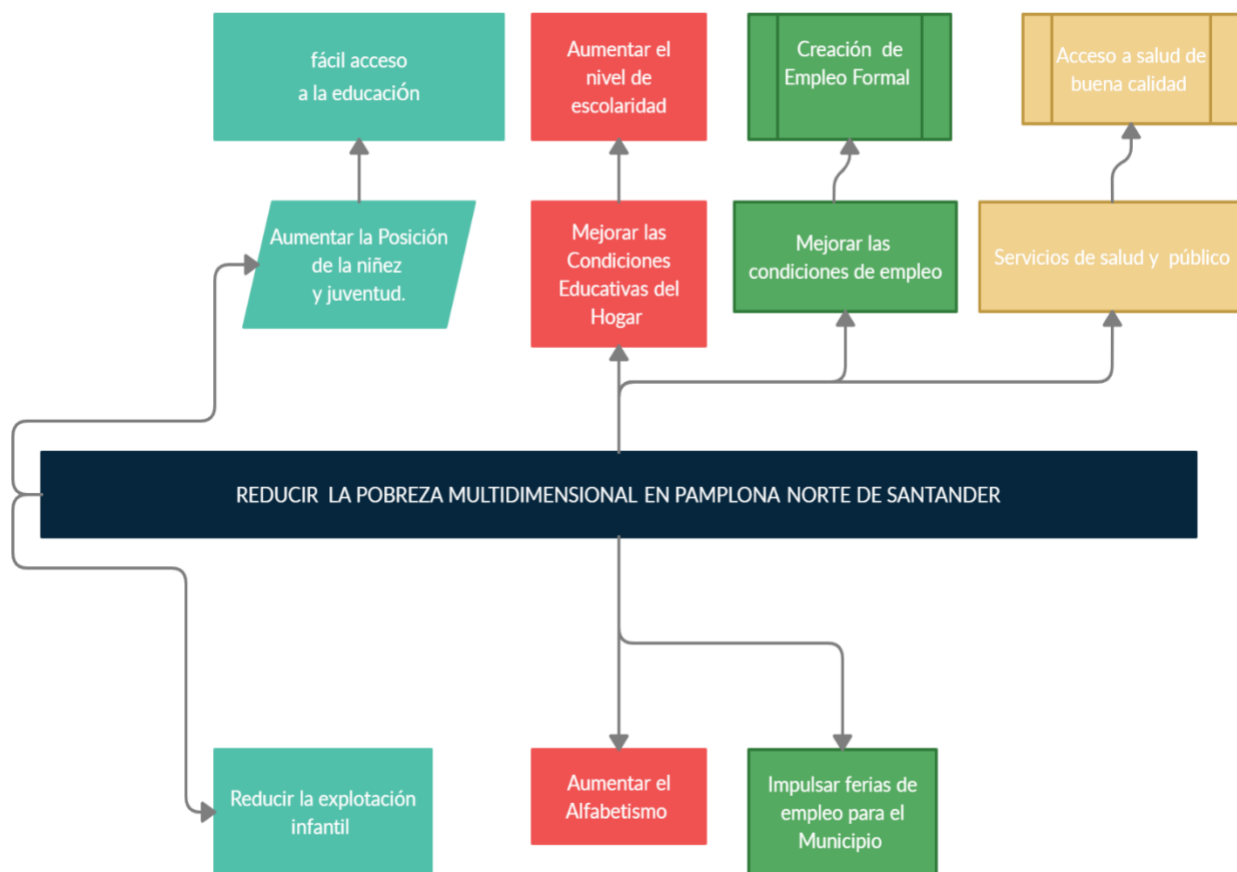 fácil acceso
a la educación
Aumentar el
nivel de
escolaridad
Creación de
Empleo Formal
Acceso a salud de
buena calidad
Aumentar la Posición
de la niñez
y juventud.
Mejorar las
Condiciones
Educativas del
Hogar
Mejorar las
condiciones de empleo
Servicios de salud y público
REDUCIR LA POBREZA MULTIDIMENSIONAL EN PAMPLONA NORTE DE SANTANDER
Reducir la explotación
infantil
Aumentar el
Alfabetismo
Impulsar ferias de
empleo para el
Municipio